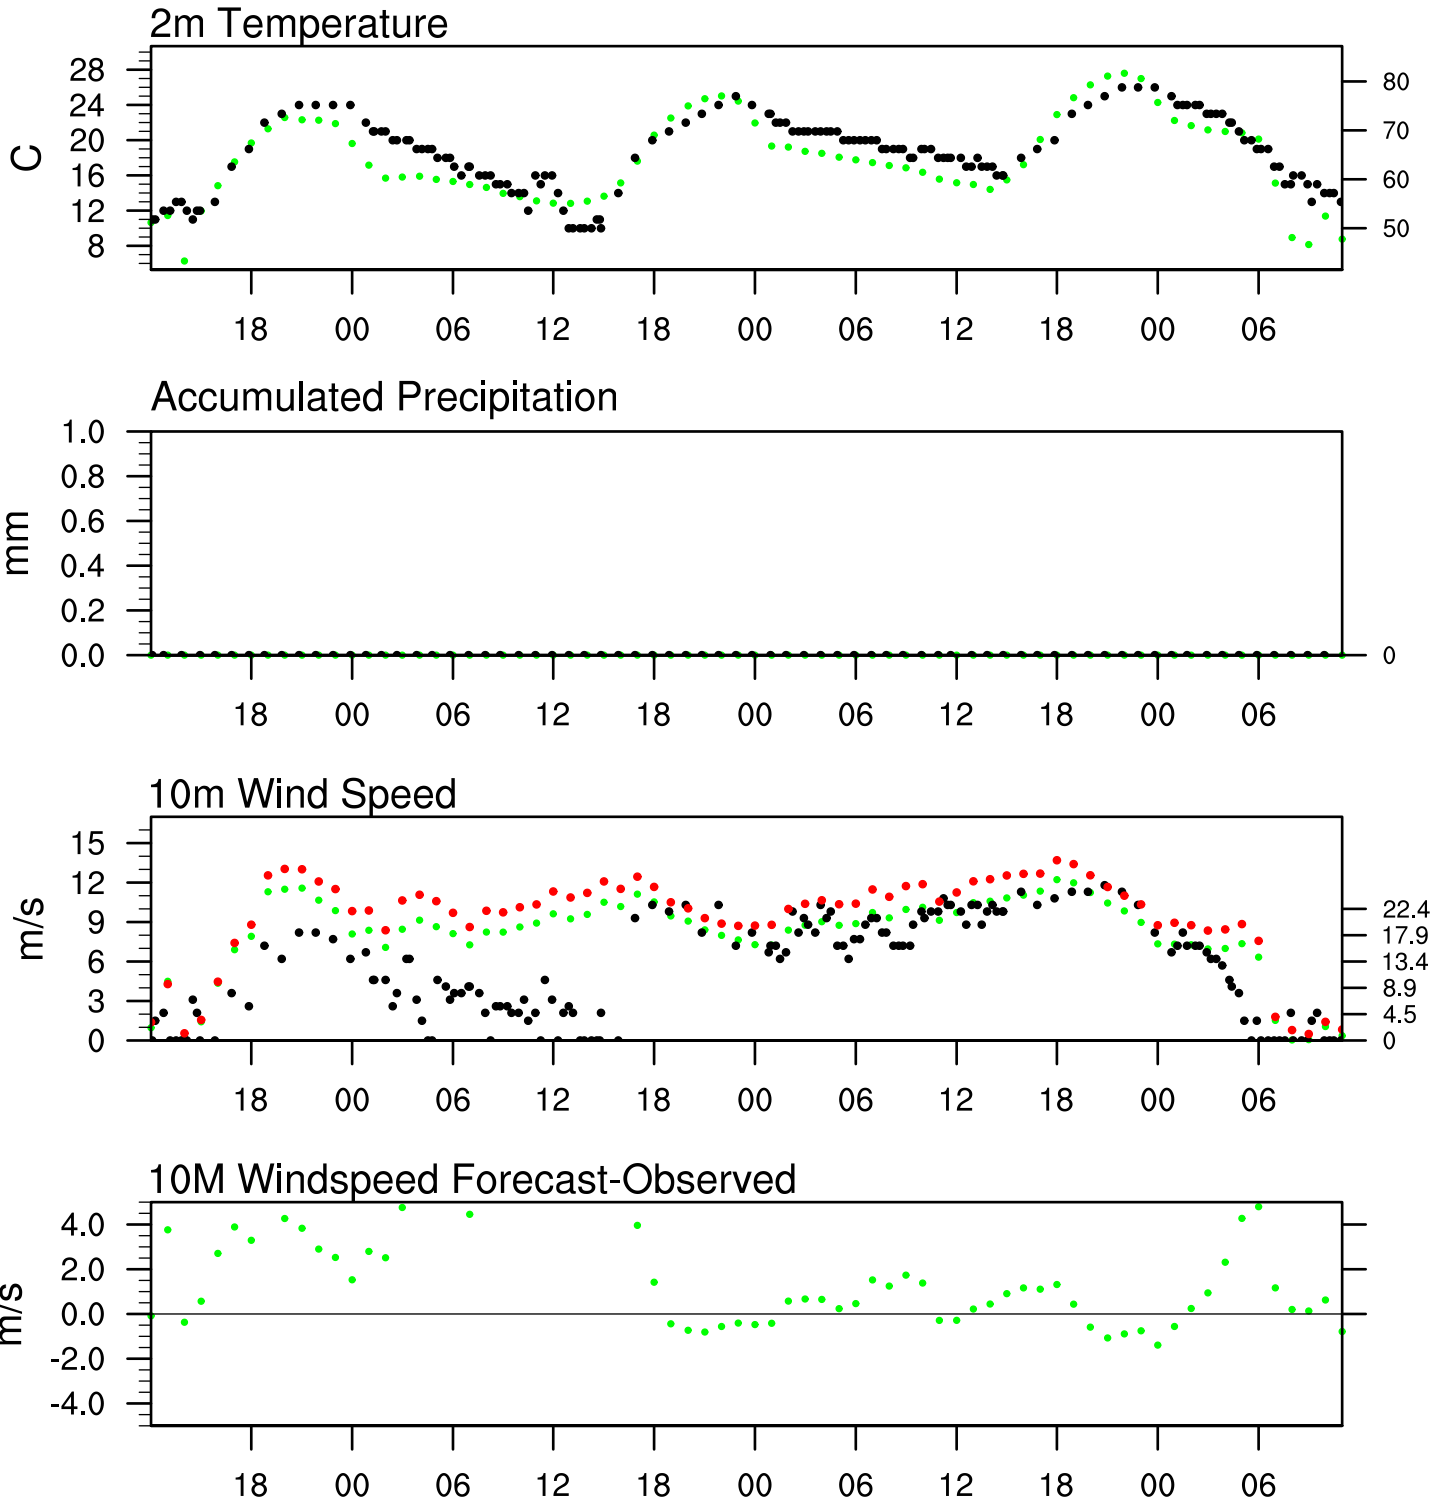 2m Temperature
28
24
20
16
12
8
C
80
70
60
50
18 00 06 12 18 00 06 12 18 00 06
Accumulated Precipitation
1.0
0.8
0.6
0.4
0.2
0.0
mm
0
18 00 06 12 18 00 06 12 18 00 06
10m Wind Speed
15
12
9
6
3
0
m/s
22.4
17.9
13.4
8.9
4.5
0
18 00 06 12 18 00 06 12 18 00 06
10M Windspeed Forecast-Observed
4.0
2.0
0.0
-2.0
-4.0
m/s
18 00 06 12 18 00 06 12 18 00 06